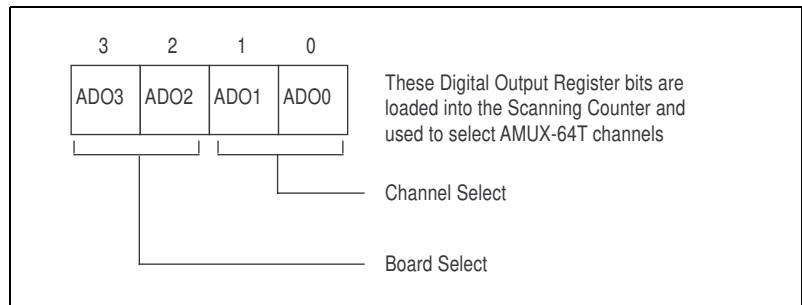 3 2 1 0
ADO3 ADO2 ADO1 ADO0
These Digital Output Register bits are
loaded into the Scanning Counter and
used to select AMUX-64T channels
Channel Select
Board Select